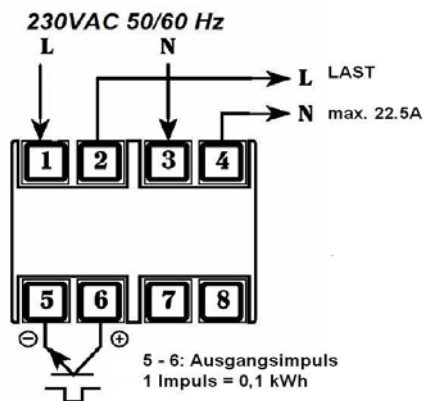 230VAC 50/60 Hz
L N
L LAST
N max. 22.5A
1 2 3 4
5 6 7 8
⊖ ⊕
5 - 6: Ausgangsimpuls
1 Impuls = 0,1 kWh